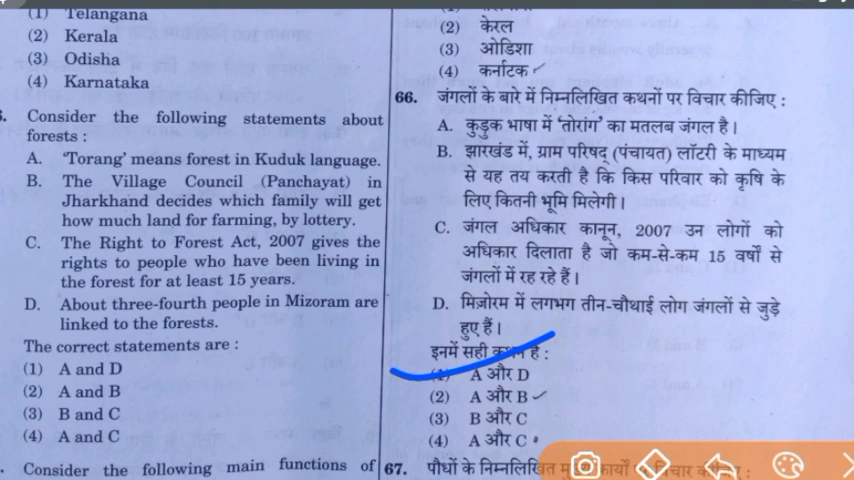 (1) Telangana
(2) Kerala
(3) Odisha
(4) Karnataka
Consider the following statements about
forests :
A. 'Torang' means forest in Kuduk language.
B. The Village Council (Panchayat) in
Jharkhand decides which family will get
how much land for farming, by lottery.
C. The Right to Forest Act, 2007 gives the
rights to people who have been living in
the forest for at least 15 years.
D. About three-fourth people in Mizoram are
linked to the forests.
The correct statements are :
(1) A and D
(2) A and B
(3) B and C
(4) A and C
Consider the following main functions of
(2) केरल
(3) ओडिशा
(4) कर्नाटक
66. जंगलों के बारे में निम्नलिखित कथनों पर विचार कीजिए :
A. कुडुक भाषा में 'तोरांग' का मतलब जंगल है।
B. झारखंड में, ग्राम परिषद् (पंचायत) लॉटरी के माध्यम
से यह तय करती है कि किस परिवार को कृषि के
लिए कितनी भूमि मिलेगी।
C. जंगल अधिकार कानून, 2007 उन लोगों को
अधिकार दिलाता है जो कम-से-कम 15 वर्षों से
जंगलों में रह रहे हैं।
D. मिज़ोरम में लगभग तीन-चौथाई लोग जंगलों से जुड़े
हुए हैं।
इनमें सही कथन हैं :
(1) A और D
(2) A और B
(3) B और C
(4) A और C
67. पौधों के निम्नलिखित कार्यों विचार